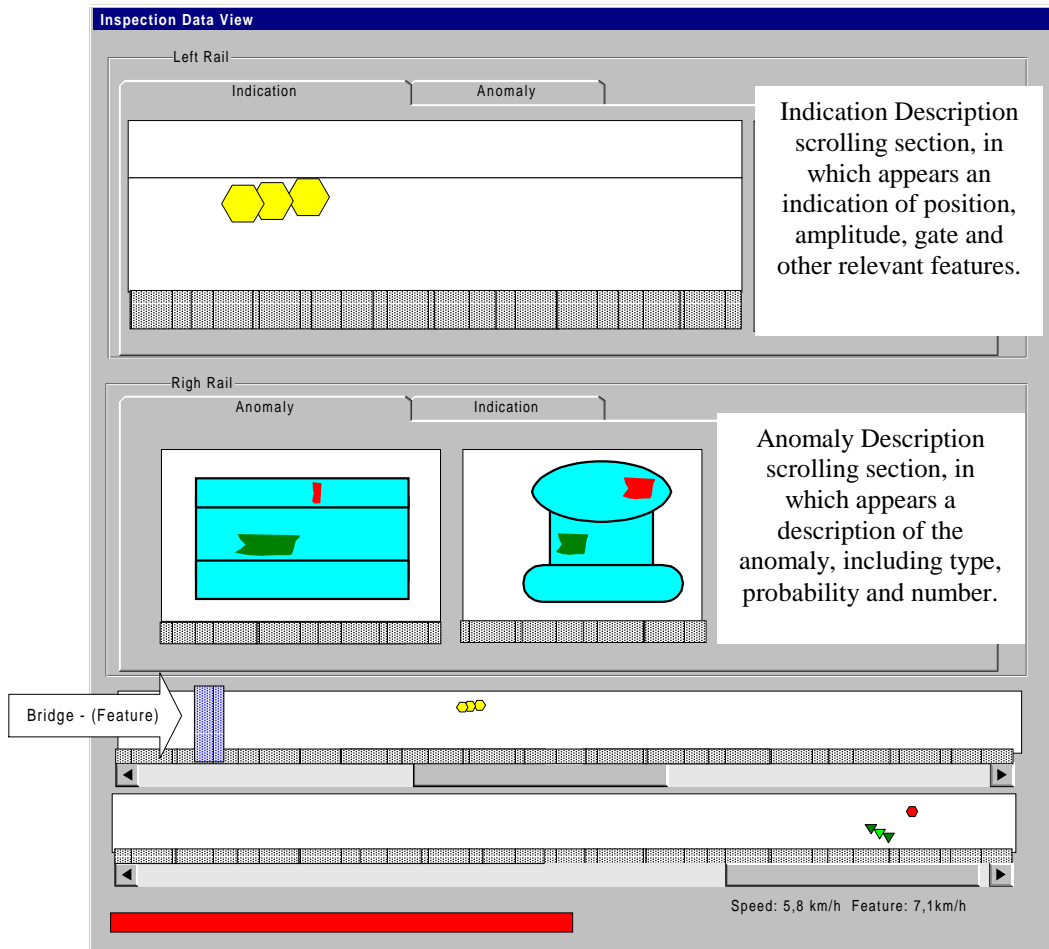 Inspection Data View
Left Rail
Indication
Anomaly
Indication Description
scrolling section, in
which appears an
indication of position,
amplitude, gate and
other relevant features.
Righ Rail
Anomaly
Indication
Anomaly Description
scrolling section, in
which appears a
description of the
anomaly, including type,
probability and number.
Bridge - (Feature)
Speed: 5,8 km/h Feature: 7,1km/h